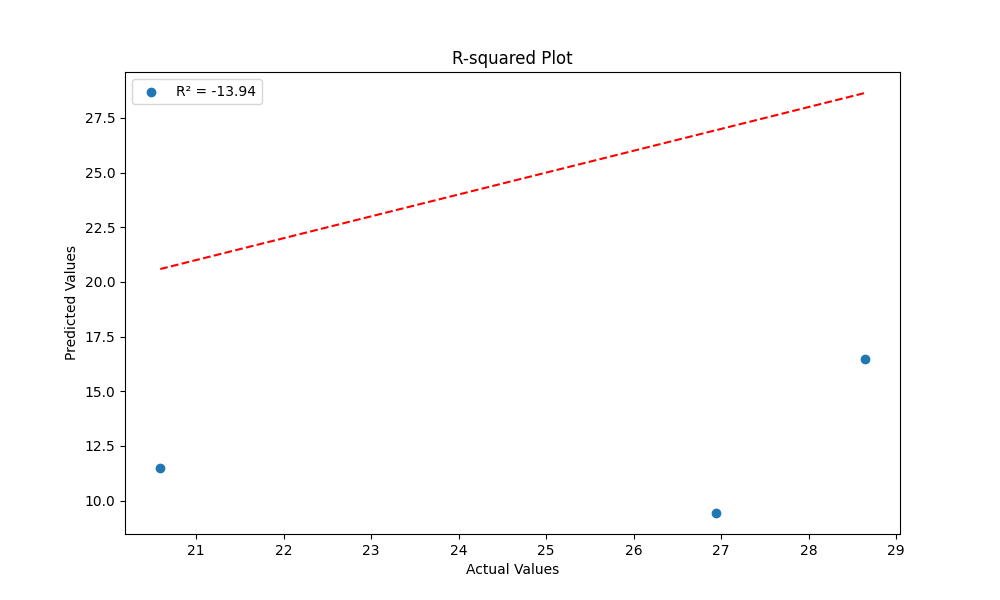 R-squared Plot
R² = -13.94
27.5
25.0
22.5
20.0
17.5
15.0
12.5
10.0
Predicted Values
21 22 23 24 25 26 27 28 29
Actual Values